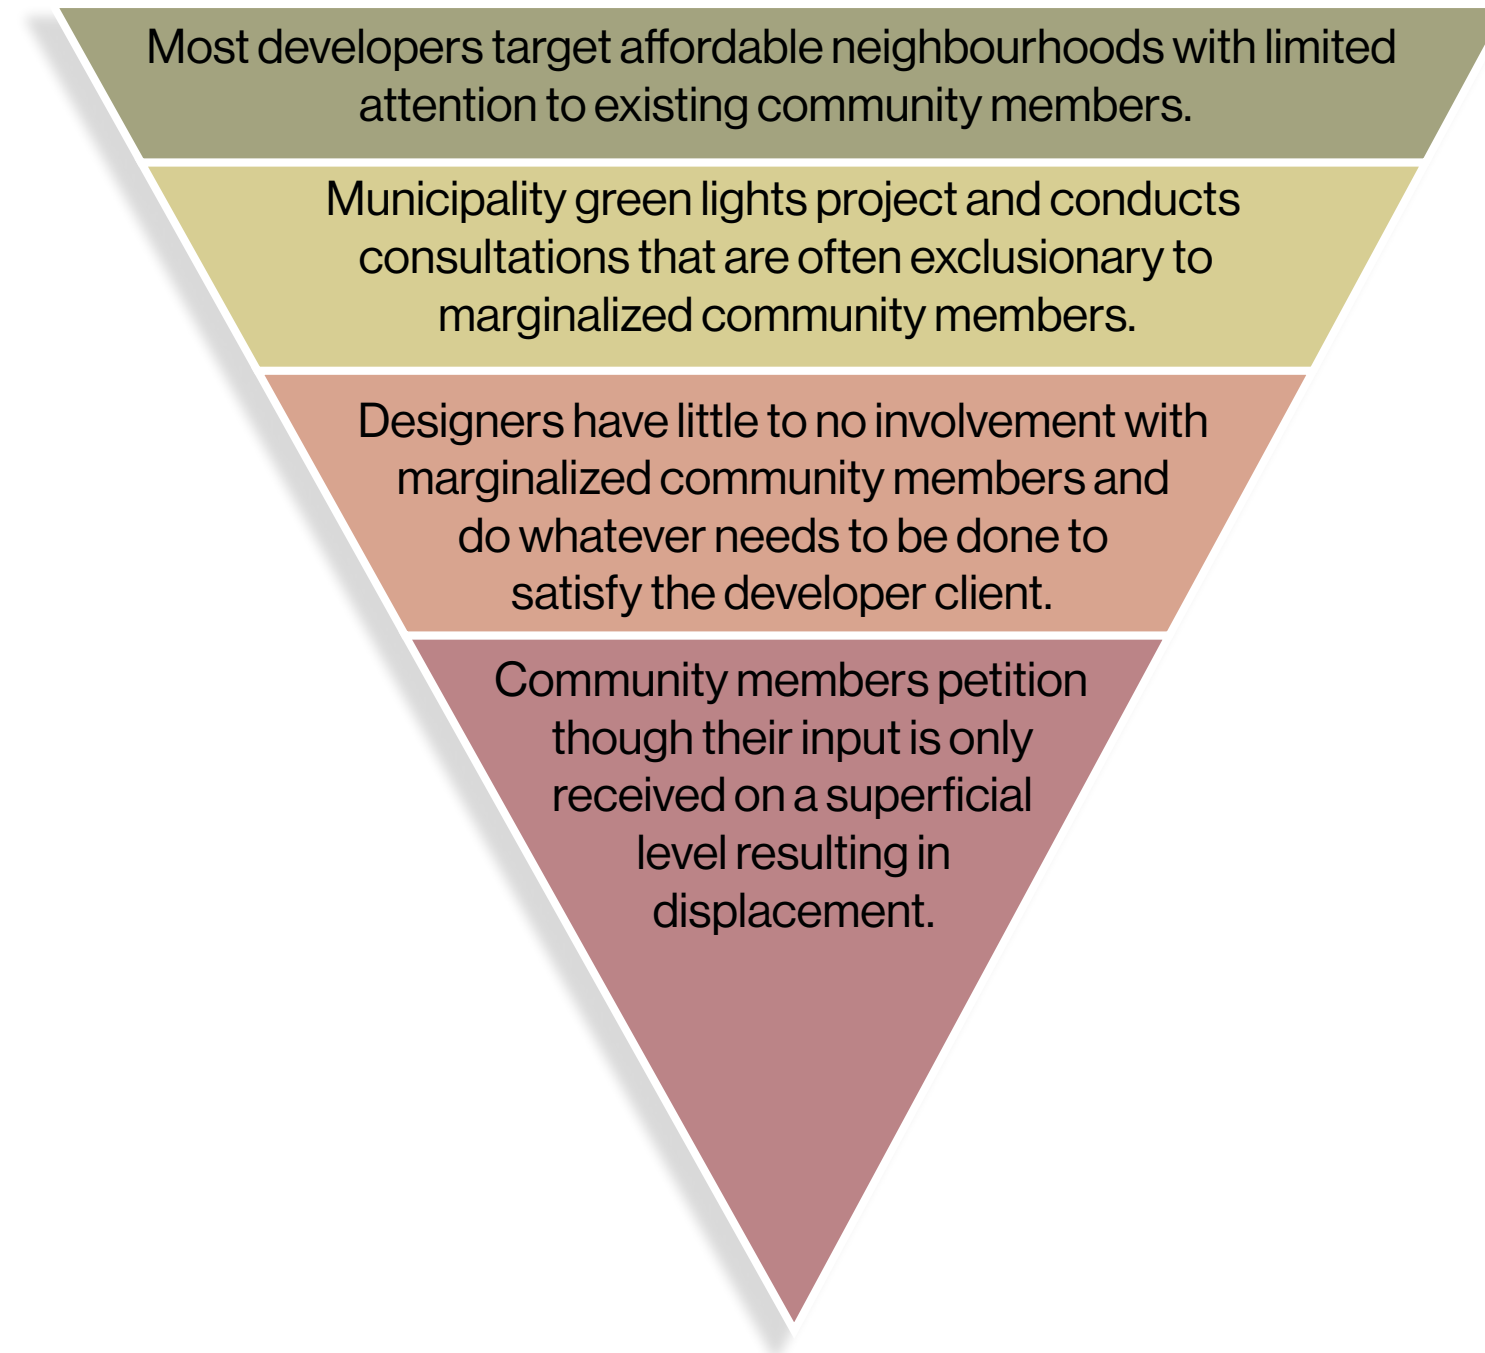 Most developers target affordable neighbourhoods with limited
attention to existing community members.
Municipality green lights project and conducts
consultations that are often exclusionary to
marginalized community members.
Designers have little to no involvement with
marginalized community members and
do whatever needs to be done to
satisfy the developer client.
Community members petition
though their input is only
received on a superficial
level resulting in
displacement.